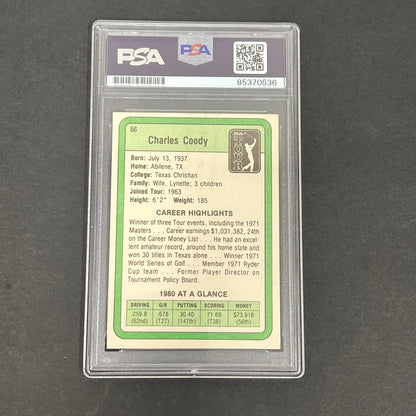 PSA
PSA
85370536
56
Charles Coody
PGA
TOUR
Born: July 13, 1937
Home: Abilene, TX
College: Texas Christian
Family: Wife, Lynette; 3 children
Joined Tour: 1963
Height: 6'2" Weight: 185
CAREER HIGHLIGHTS
Winner of three Tour events, including the 1971
Masters . . . Career earnings $1,031,382, 24th
on the Career Money List . . . He had an excel-
lent amateur record, around his home state and
won 30 titles in Texas alone . . . Winner 1971
World Series of Golf . . . Member 1971 Ryder
Cup team . . . Former Player Director on
Tournament Policy Board.
1980 AT A GLANCE
DRIVING GIR PUTTING SCORING MONEY
259.8 .678 30.40 71.69 $73,918
(62nd) (T27) (147th) (T38) (56th)